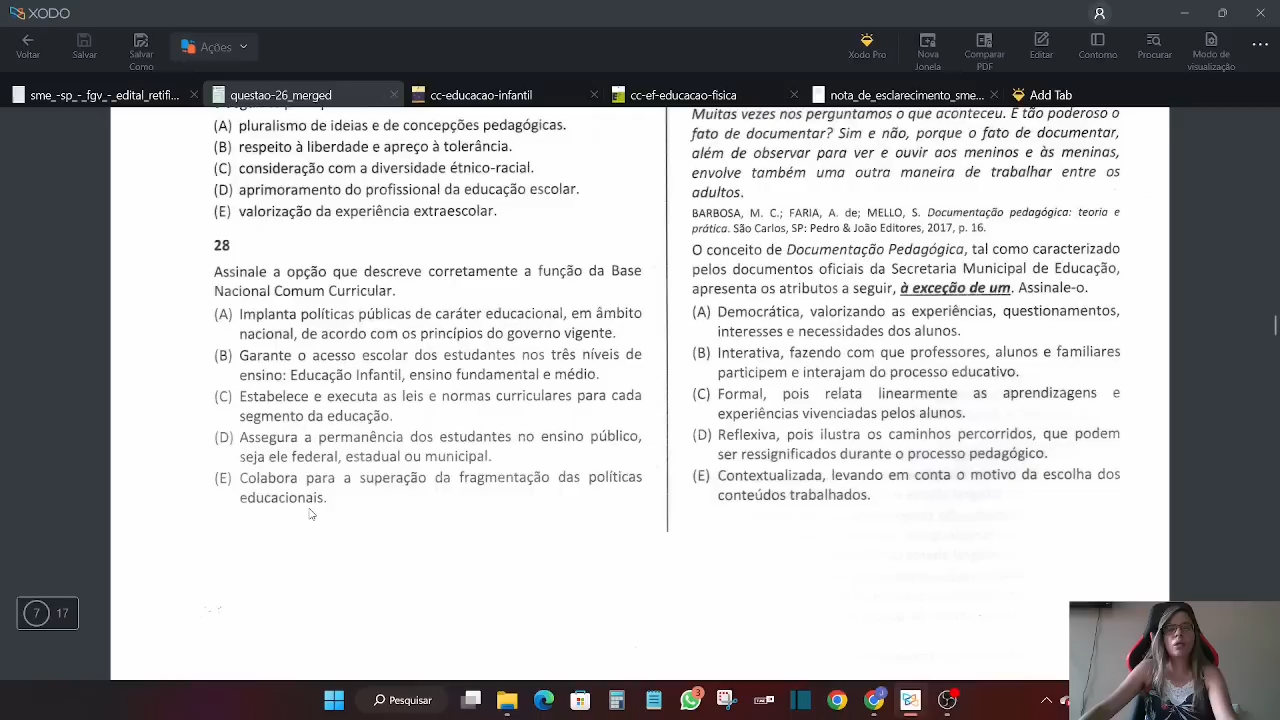 XODO
Voltar
Salvar
Salvar Como
Ações
Xodo Pro
Nova Jonela
Comparar PDF
Editar
Contorno
Procurar
Modo de visualização
sme_-sp_-_fgv_-_edital_retifi...
questao-26_merged
cc-educacao-infantil
cc-ef-educacao-fisica
nota_de_esclarecimento_sme...
Add Tab
(A) pluralismo de ideias e de concepções pedagógicas.
(B) respeito à liberdade e apreço à tolerância.
(C) consideração com a diversidade étnico-racial.
(D) aprimoramento do profissional da educação escolar.
(E) valorização da experiência extraescolar.
28
Assinale a opção que descreve corretamente a função da Base
Nacional Comum Curricular.
(A) Implanta políticas públicas de caráter educacional, em âmbito
nacional, de acordo com os princípios do governo vigente.
(B) Garante o acesso escolar dos estudantes nos três níveis de
ensino: Educação Infantil, ensino fundamental e médio.
(C) Estabelece e executa as leis e normas curriculares para cada
segmento da educação.
(D) Assegura a permanência dos estudantes no ensino público,
seja ele federal, estadual ou municipal.
(E) Colabora para a superação da fragmentação das políticas
educacionais.
Muitas vezes nos perguntamos o que aconteceu. É tão poderoso o
fato de documentar? Sim e não, porque o fato de documentar,
além de observar para ver e ouvir aos meninos e às meninas,
envolve também uma outra maneira de trabalhar entre os
adultos.
BARBOSA, M. C.; FARIA, A. de; MELLO, S. Documentação pedagógica: teoria e
prática. São Carlos, SP: Pedro & João Editores, 2017, p. 16.
O conceito de Documentação Pedagógica, tal como caracterizado
pelos documentos oficiais da Secretaria Municipal de Educação,
apresenta os atributos a seguir, à exceção de um. Assinale-o.
(A) Democrática, valorizando as experiências, questionamentos,
interesses e necessidades dos alunos.
(B) Interativa, fazendo com que professores, alunos e familiares
participem e interajam do processo educativo.
(C) Formal, pois relata linearmente as aprendizagens e
experiências vivenciadas pelos alunos.
(D) Reflexiva, pois ilustra os caminhos percorridos, que podem
ser ressignificados durante o processo pedagógico.
(E) Contextualizada, levando em conta o motivo da escolha dos
conteúdos trabalhados.
7 17
Pesquisar
3